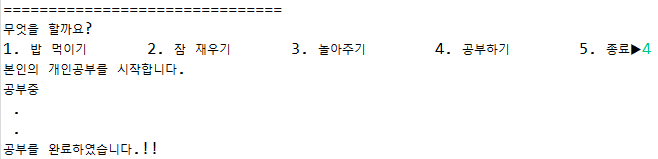 ===============================
무엇을 할까요?
1. 밥 먹이기 2. 잠 재우기 3. 놀아주기 4. 공부하기 5. 종료▶4
본인의 개인공부를 시작합니다.
공부중
.
.
공부를 완료하였습니다.!!